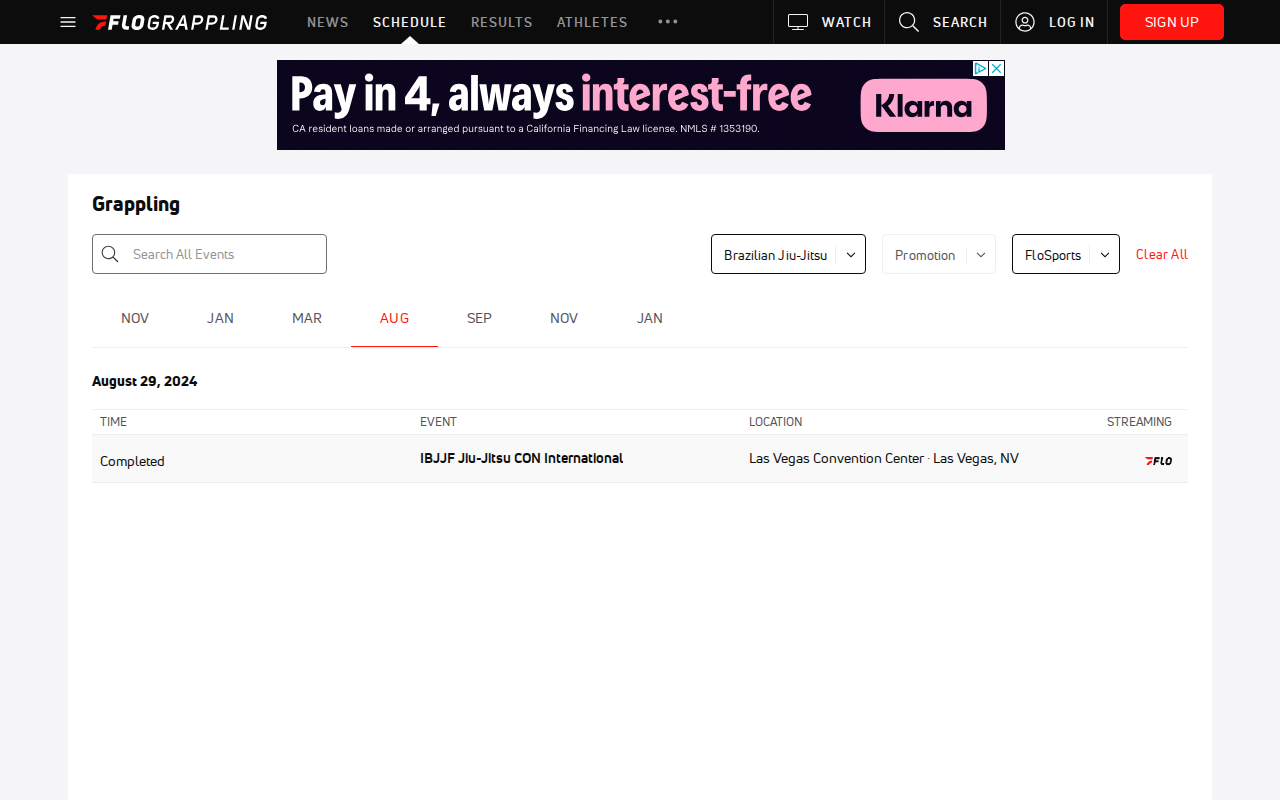 FLOGRAPPLING NEWS SCHEDULE RESULTS ATHLETES WATCH SEARCH LOG IN SIGN UP
Pay in 4, always interest-free
CA resident loans made or arranged pursuant to a California Financing Law license. NMLS # 1353190.
Klarna
Grappling
Search All Events Brazilian Jiu-Jitsu Promotion FloSports Clear All
NOV JAN MAR AUG SEP NOV JAN
August 29, 2024
TIME EVENT LOCATION STREAMING
Completed IBJJF Jiu-Jitsu CON International Las Vegas Convention Center · Las Vegas, NV FLO